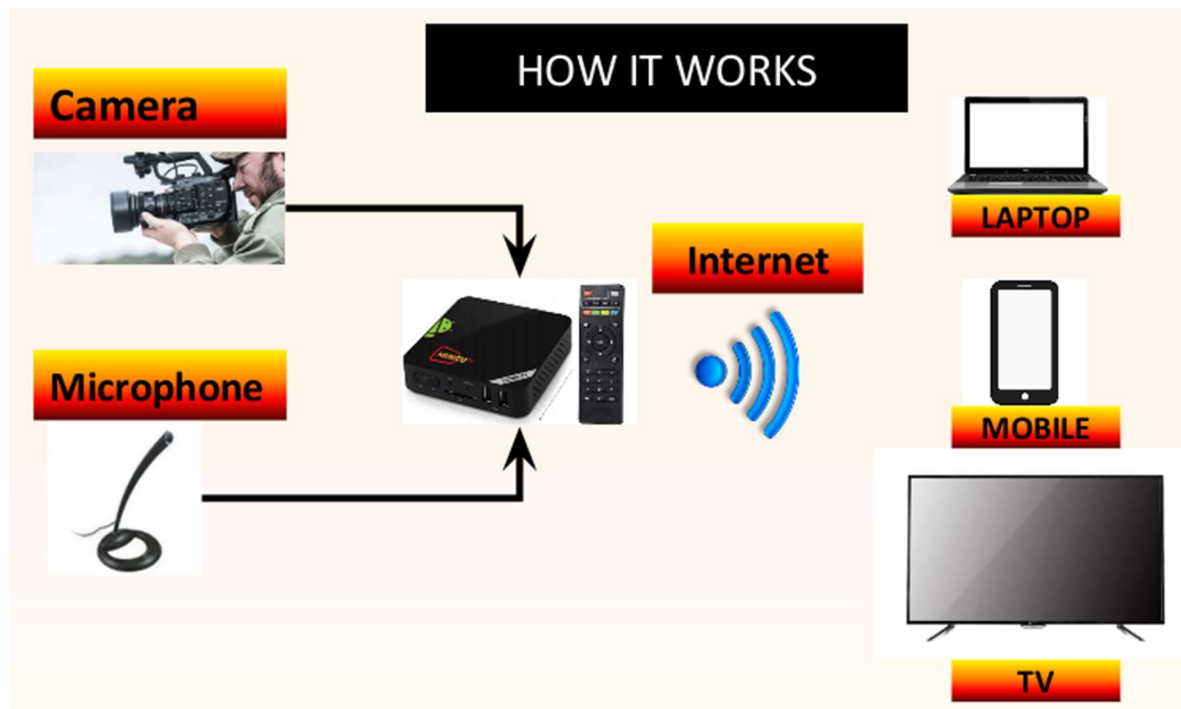 HOW IT WORKS
Camera
Microphone
Internet
LAPTOP
MOBILE
TV